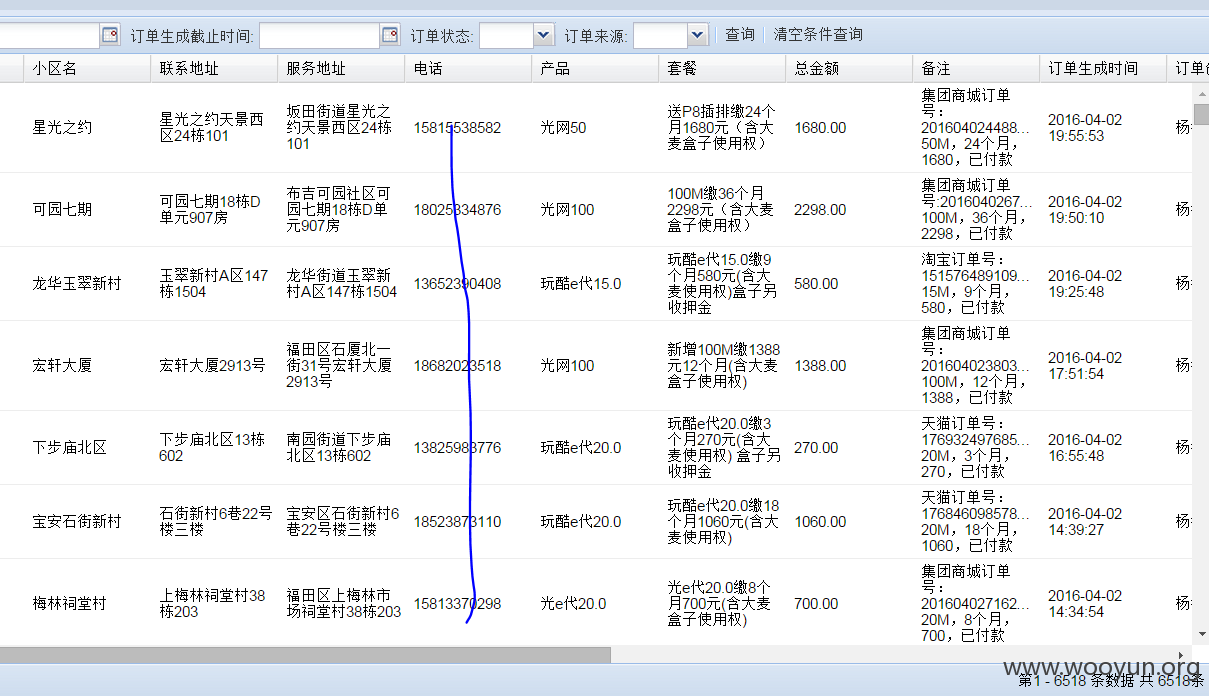 订单生成截止时间: 订单状态: 订单来源: 查询 清空条件查询
小区名 联系地址 服务地址 电话 产品 套餐 总金额 备注 订单生成时间
星光之约
星光之约天景西
区24栋101
坂田街道星光之
约天景西区24栋
101
光网50
送P8插排缴24个
月1680元（含大
麦盒子使用权）
1680.00
集团商城订单
号：
201604024488...
50M，24个月，
1680，已付款
2016-04-02
19:55:53
杨
可园七期
可园七期18栋D
单元907房
布吉可园社区可
园七期18栋D单
元907房
光网100
100M缴36个月
2298元（含大麦
盒子使用权）
2298.00
集团商城订单
号:2016040267...
100M，36个月，
2298，已付款
2016-04-02
19:50:10
杨
龙华玉翠新村
玉翠新村A区147
栋1504
龙华街道玉翠新
村A区147栋1504
玩酷e代15.0
玩酷e代15.0缴9
个月580元(含大
麦使用权)盒子另
收押金
580.00
淘宝订单号：
151576489109...
15M，9个月，
580，已付款
2016-04-02
19:25:48
杨
宏轩大厦
宏轩大厦2913号
福田区石厦北一
街31号宏轩大厦
2913号
光网100
新增100M缴1388
元12个月(含大麦
盒子使用权)
1388.00
集团商城订单
号：
201604023803...
100M，12个月，
1388，已付款
2016-04-02
17:51:54
杨
下步庙北区
下步庙北区13栋
602
南园街道下步庙
北区13栋602
玩酷e代20.0
玩酷e代20.0缴3
个月270元(含大
麦使用权) 盒子另
收押金
270.00
天猫订单号：
176932497685...
20M，3个月，
270，已付款
2016-04-02
16:55:48
杨
宝安石街新村
石街新村6巷22号
楼三楼
宝安区石街新村6
巷22号楼三楼
玩酷e代20.0
玩酷e代20.0缴18
个月1060元(含大
麦使用权)
1060.00
天猫订单号：
176846098578...
20M，18个月，
1060，已付款
2016-04-02
14:39:27
杨
梅林祠堂村
上梅林祠堂村38
栋203
福田区上梅林市
场祠堂村38栋203
光e代20.0
光e代20.0缴8个
月700元(含大麦
盒子使用权)
700.00
集团商城订单
号：
201604027162...
20M，8个月，
700，已付款
2016-04-02
14:34:54
杨
www.wooyun.org
第1 - 6518 条数据 共 6518条